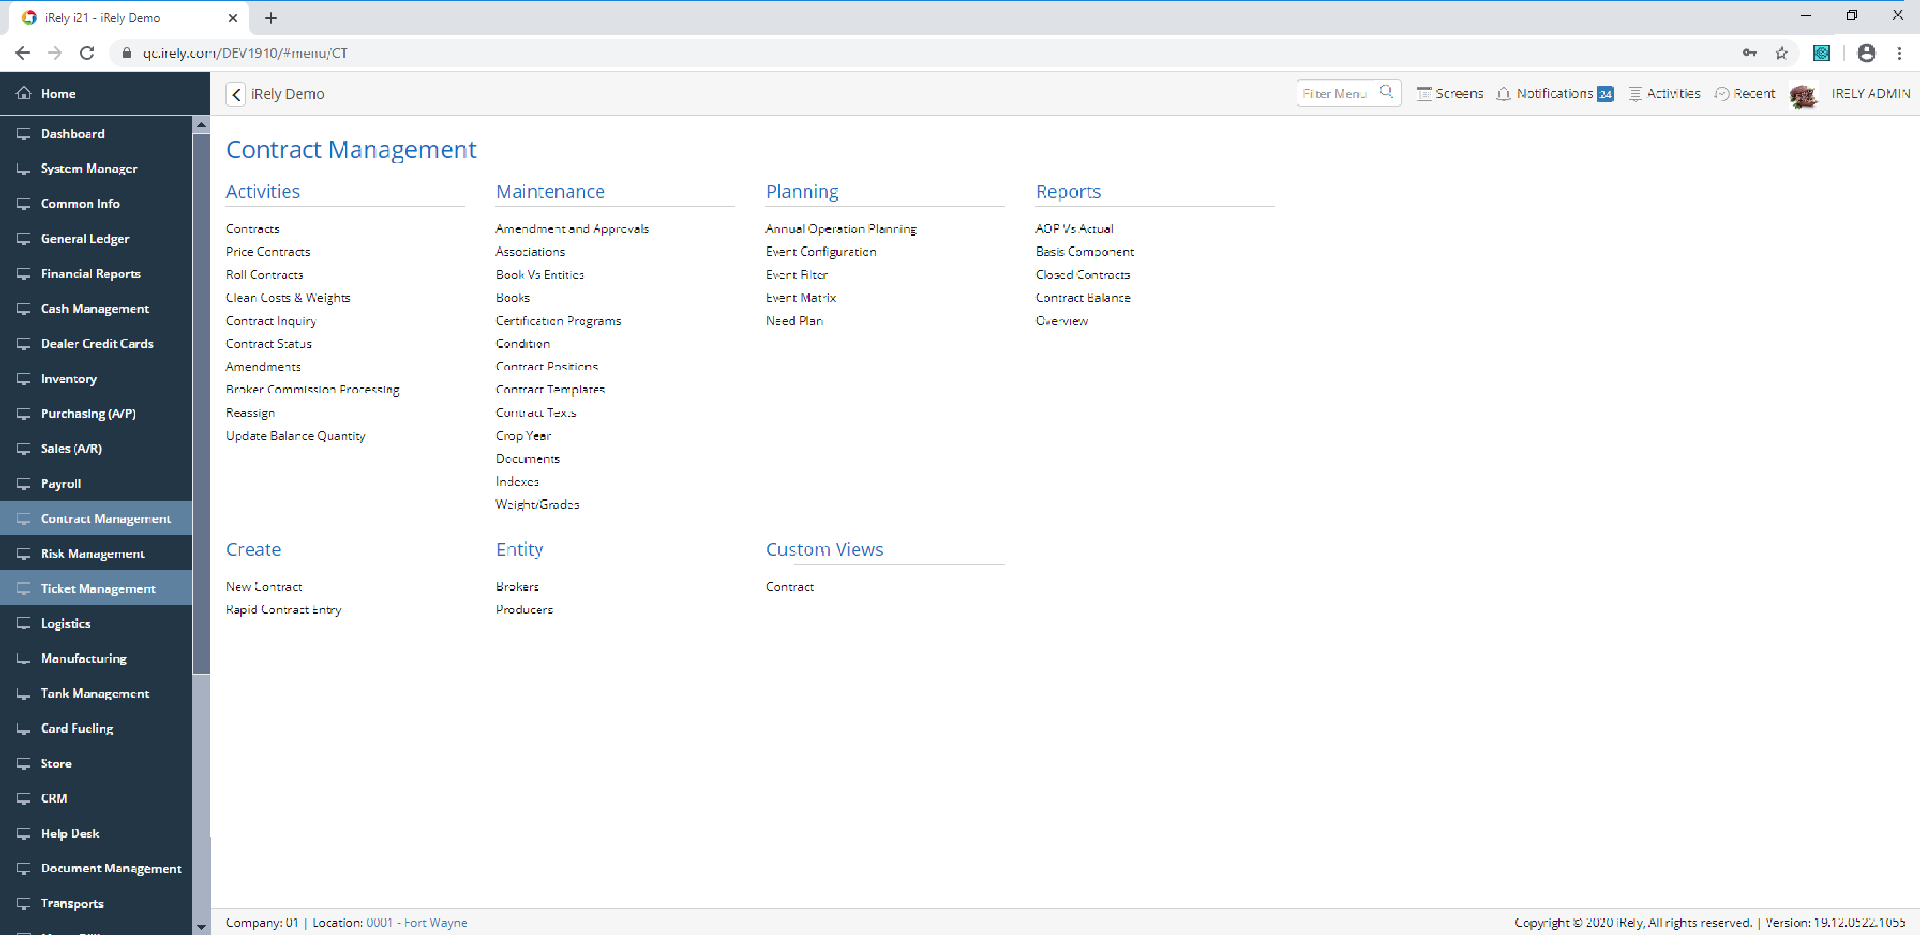 iRely i21 - iRely Demo
qc.irely.com/DEV1910/#menu/CT
Home
iRely Demo
Filter Menu
Screens
Notifications 24
Activities
Recent
IRELY ADMIN
Dashboard
System Manager
Common Info
General Ledger
Financial Reports
Cash Management
Dealer Credit Cards
Inventory
Purchasing (A/P)
Sales (A/R)
Payroll
Contract Management
Risk Management
Ticket Management
Logistics
Manufacturing
Tank Management
Card Fueling
Store
CRM
Help Desk
Document Management
Transports
Contract Management
Activities
Contracts
Price Contracts
Roll Contracts
Clean Costs & Weights
Contract Inquiry
Contract Status
Amendments
Broker Commission Processing
Reassign
Update Balance Quantity
Maintenance
Amendment and Approvals
Associations
Book Vs Entities
Books
Certification Programs
Condition
Contract Positions
Contract Templates
Contract Texts
Crop Year
Documents
Indexes
Weight/Grades
Planning
Annual Operation Planning
Event Configuration
Event Filter
Event Matrix
Need Plan
Reports
AOP Vs Actual
Basis Component
Closed Contracts
Contract Balance
Overview
Create
New Contract
Rapid Contract Entry
Entity
Brokers
Producers
Custom Views
Contract
Company: 01 | Location: 0001 - Fort Wayne
Copyright © 2020 iRely, All rights reserved. | Version: 19.12.0522.1055